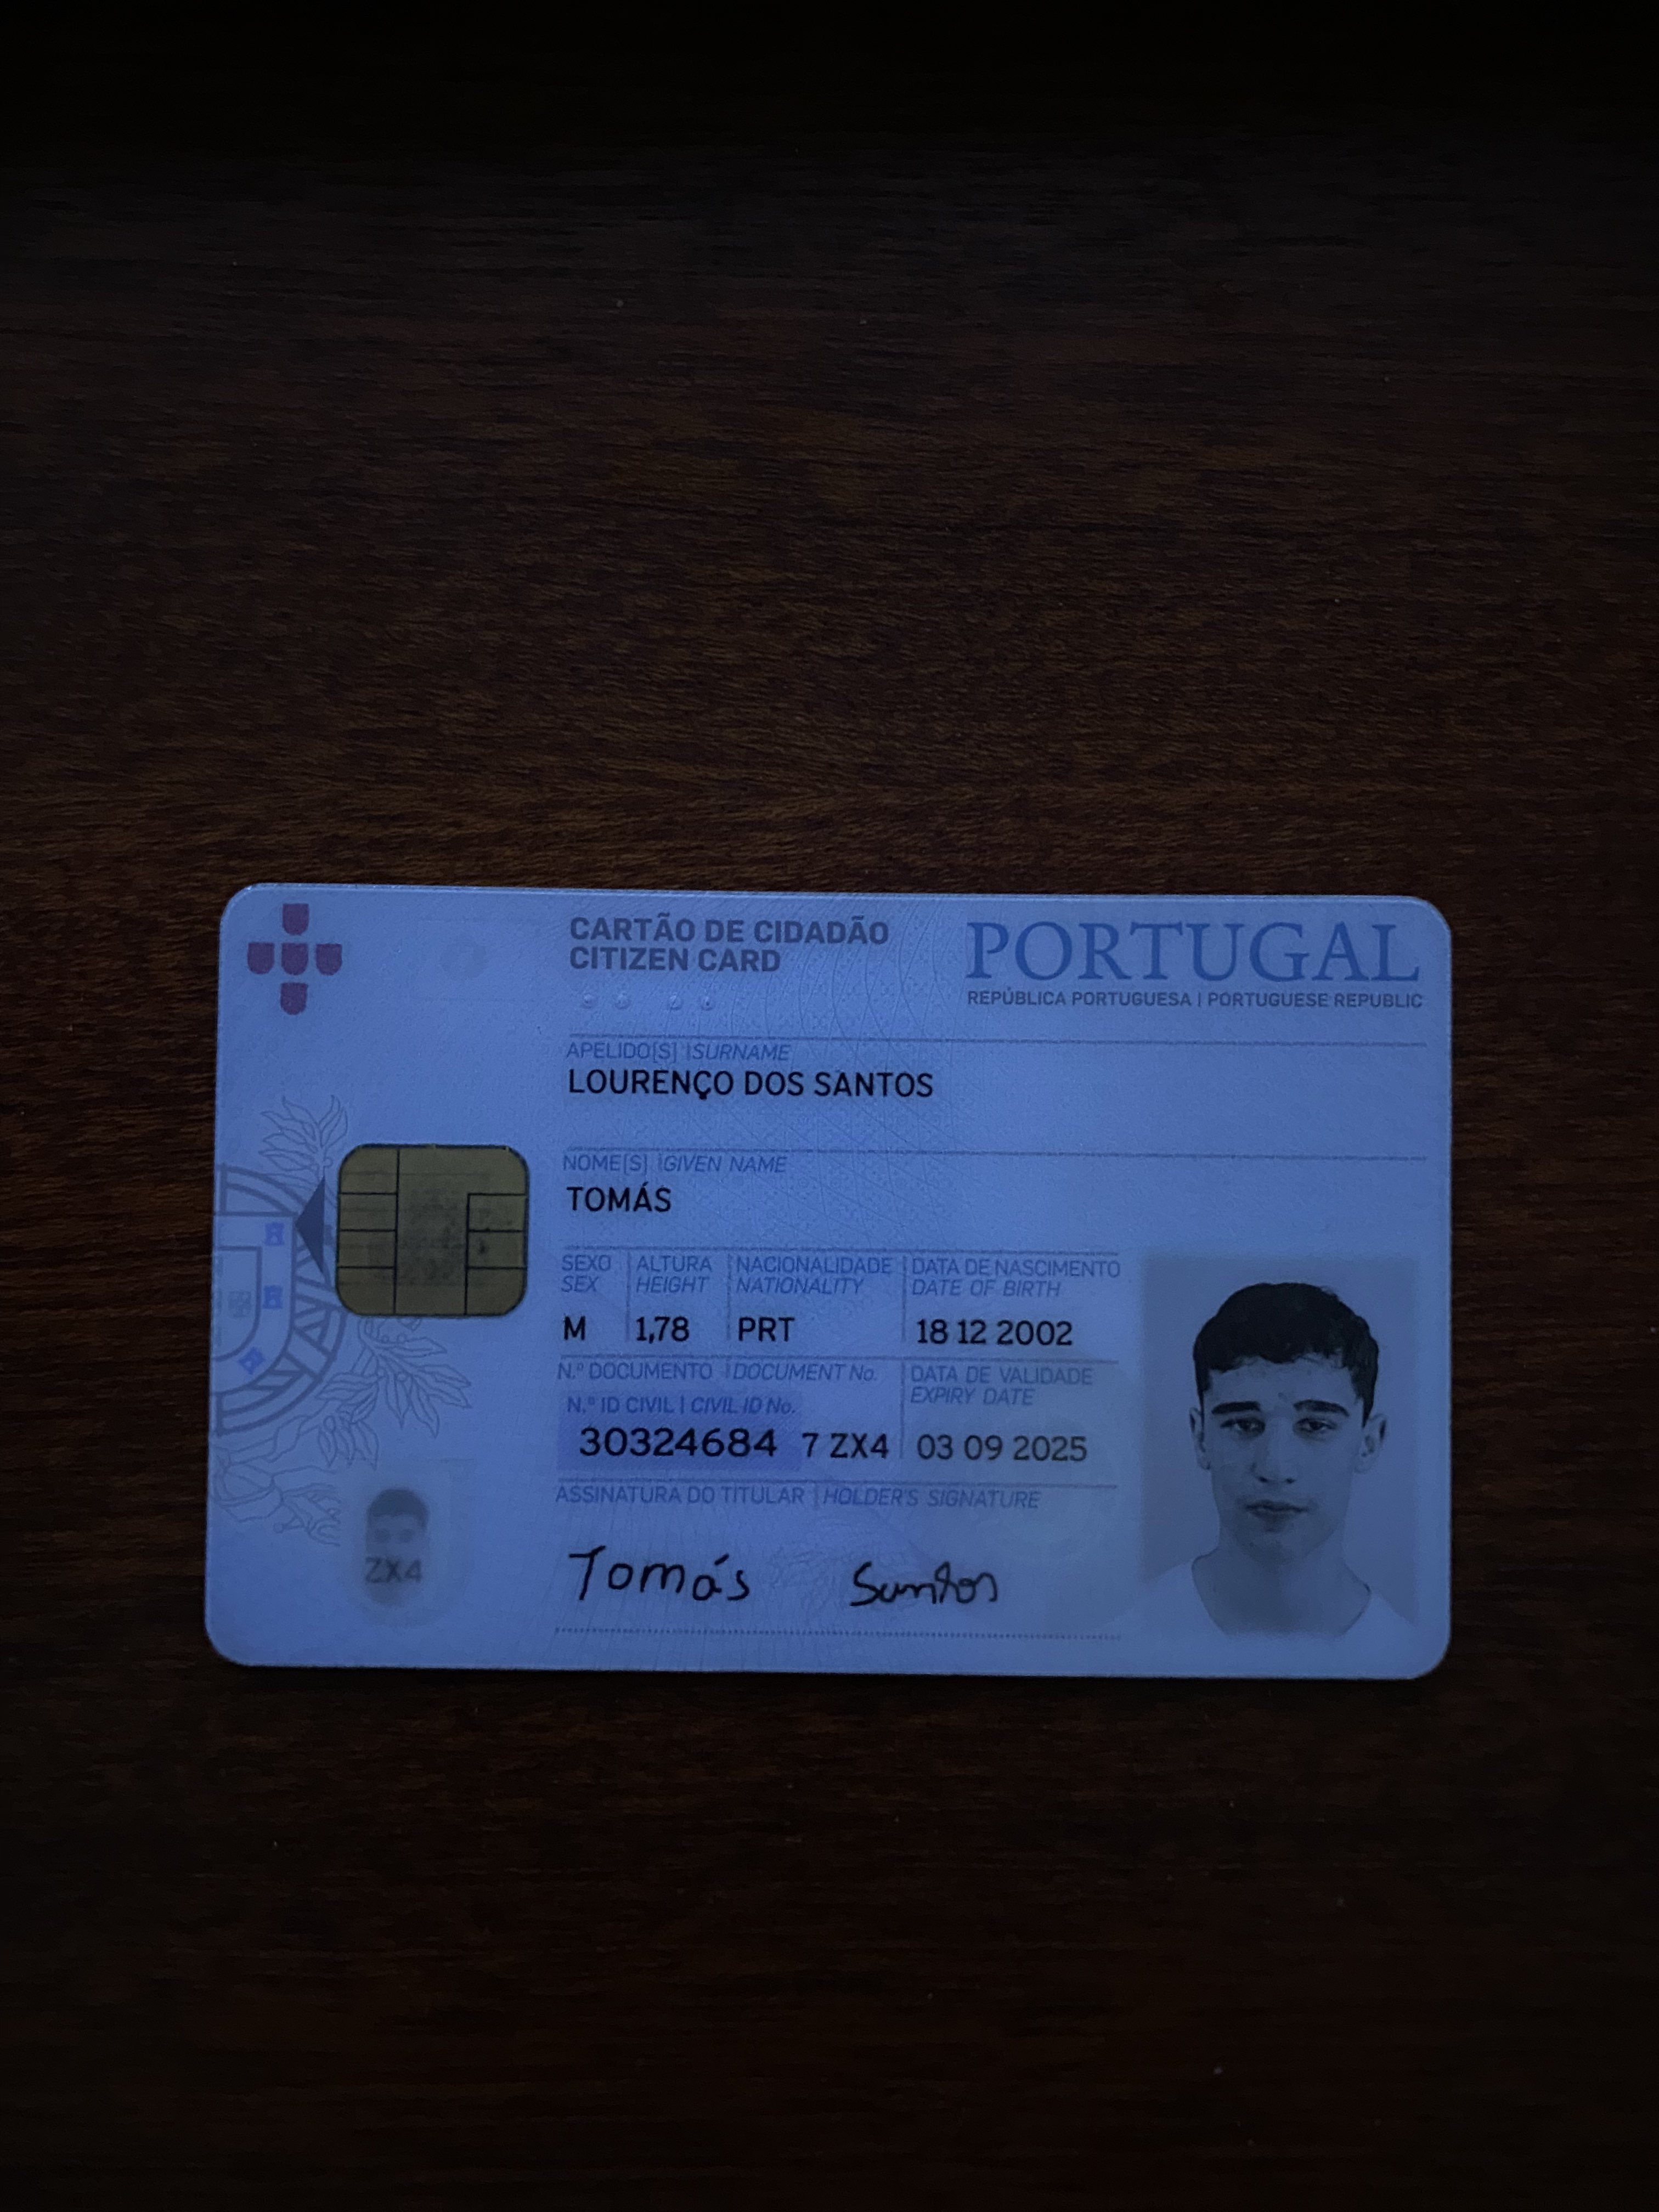 CARTÃO DE CIDADÃO
CITIZEN CARD
PORTUGAL
REPÚBLICA PORTUGUESA | PORTUGUESE REPUBLIC
APELIDO[S] | SURNAME
LOURENÇO DOS SANTOS
NOME[S] | GIVEN NAME
TOMÁS
SEXO ALTURA NACIONALIDADE DATA DE NASCIMENTO
SEX HEIGHT NATIONALITY DATE OF BIRTH
M 1,78 PRT 18 12 2002
N.º DOCUMENTO | DOCUMENT No. DATA DE VALIDADE
N.º ID CIVIL | CIVIL ID No. EXPIRY DATE
30324684 7 ZX4 03 09 2025
ASSINATURA DO TITULAR | HOLDER'S SIGNATURE
Tomás Santos
ZX4